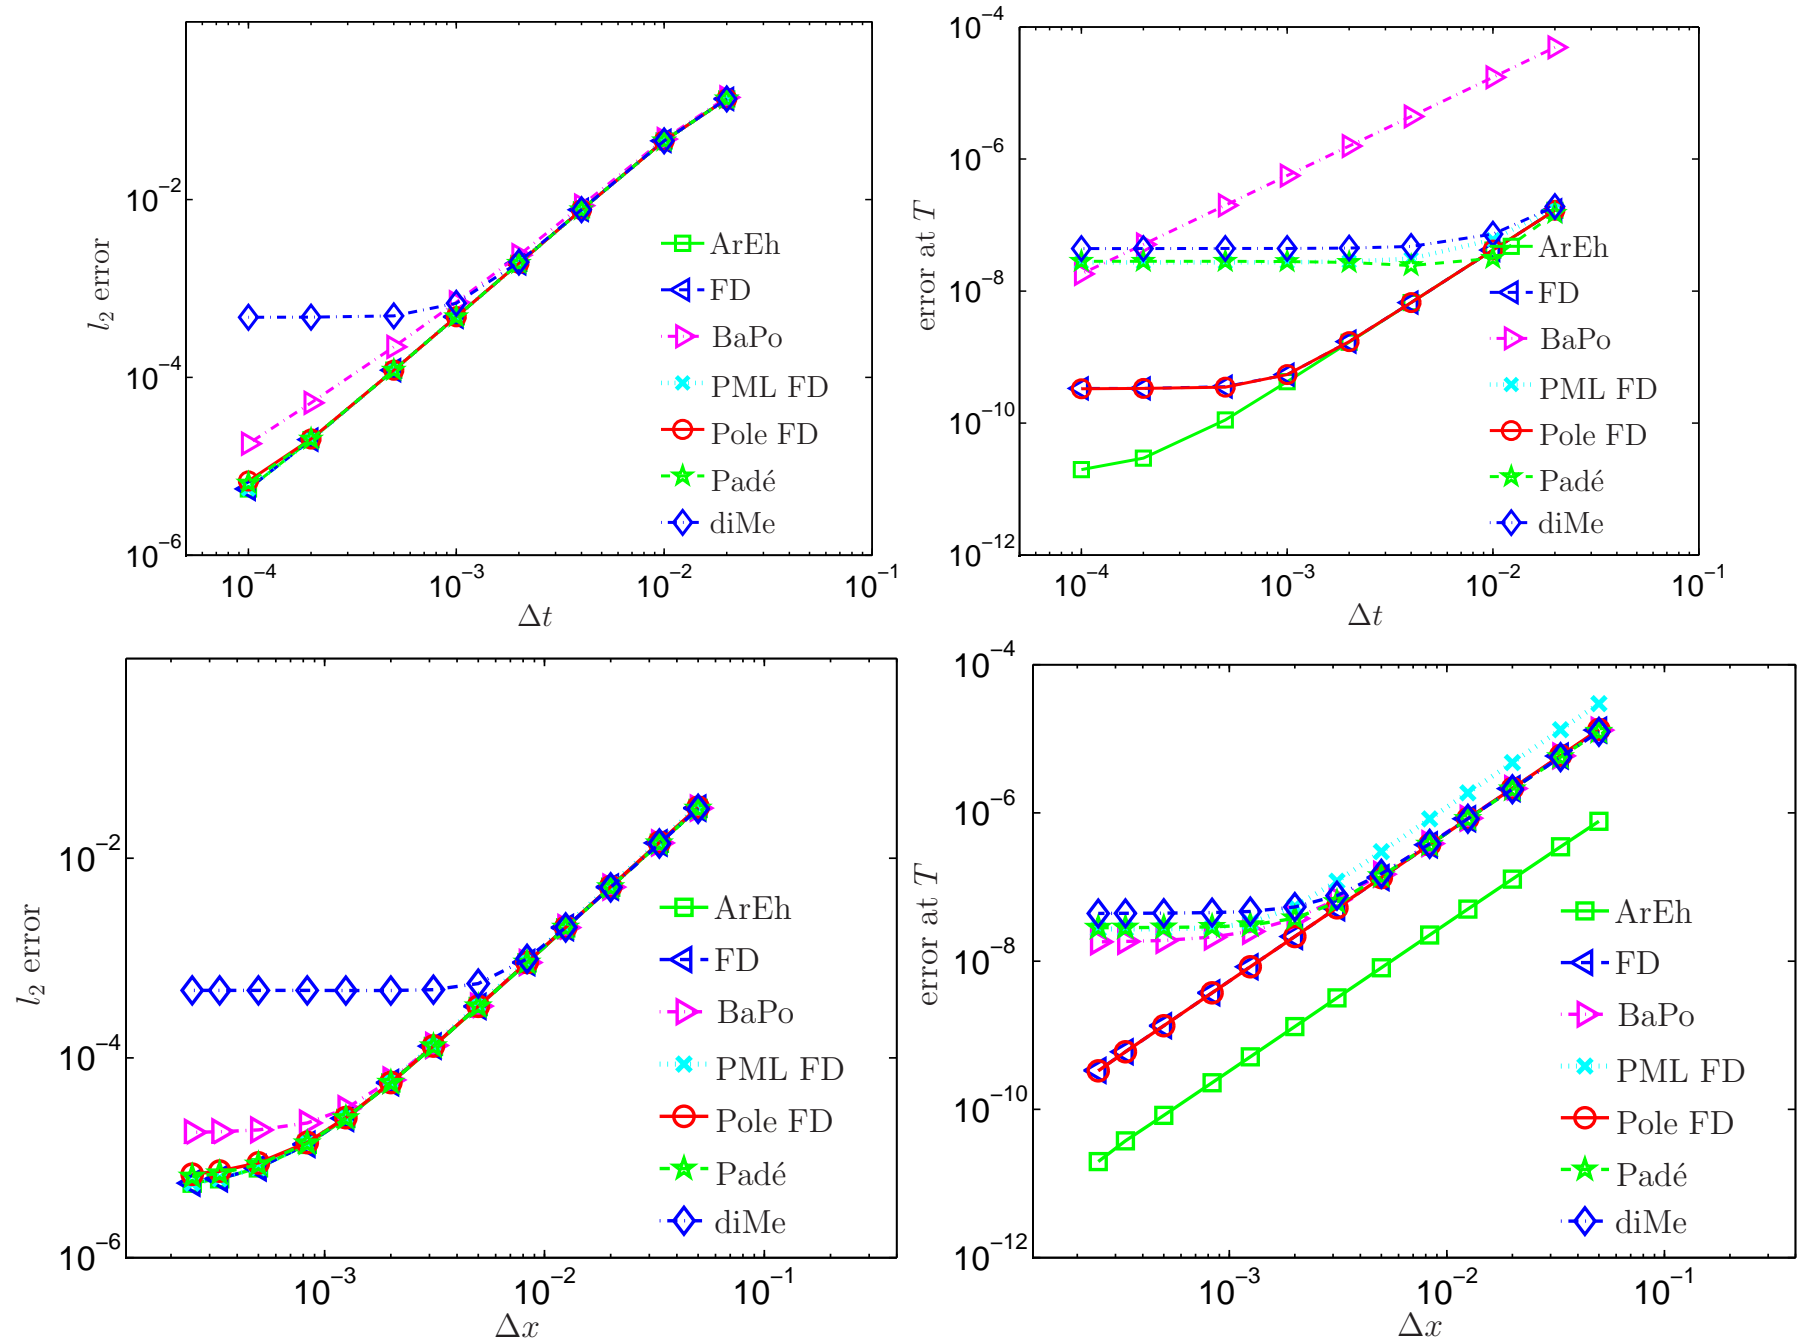 l₂ error
10⁻²
10⁻⁴
10⁻⁶
10⁻⁴ 10⁻³ 10⁻² 10⁻¹
Δt
ArEh
FD
BaPo
PML FD
Pole FD
Padé
diMe
error at T
10⁻⁴
10⁻⁶
10⁻⁸
10⁻¹⁰
10⁻¹²
10⁻⁴ 10⁻³ 10⁻² 10⁻¹
Δt
ArEh
FD
BaPo
PML FD
Pole FD
Padé
diMe
l₂ error
10⁻²
10⁻⁴
10⁻⁶
10⁻³ 10⁻² 10⁻¹
Δx
ArEh
FD
BaPo
PML FD
Pole FD
Padé
diMe
error at T
10⁻⁴
10⁻⁶
10⁻⁸
10⁻¹⁰
10⁻¹²
10⁻³ 10⁻² 10⁻¹
Δx
ArEh
FD
BaPo
PML FD
Pole FD
Padé
diMe